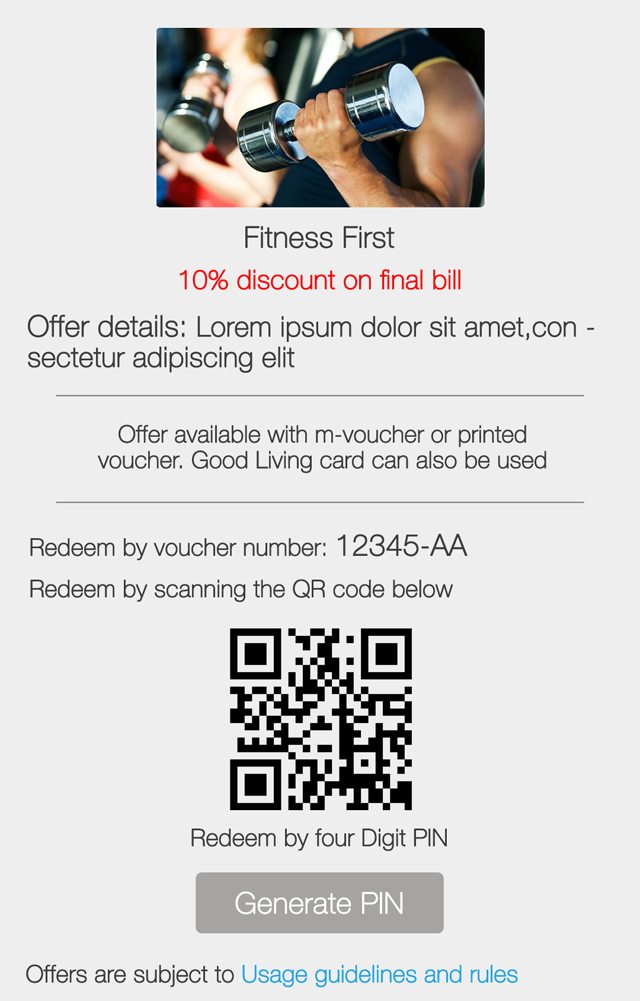 Fitness First
10% discount on final bill
Offer details: Lorem ipsum dolor sit amet,con -
sectetur adipiscing elit
Offer available with m-voucher or printed
voucher. Good Living card can also be used
Redeem by voucher number: 12345-AA
Redeem by scanning the QR code below
Redeem by four Digit PIN
Generate PIN
Offers are subject to Usage guidelines and rules